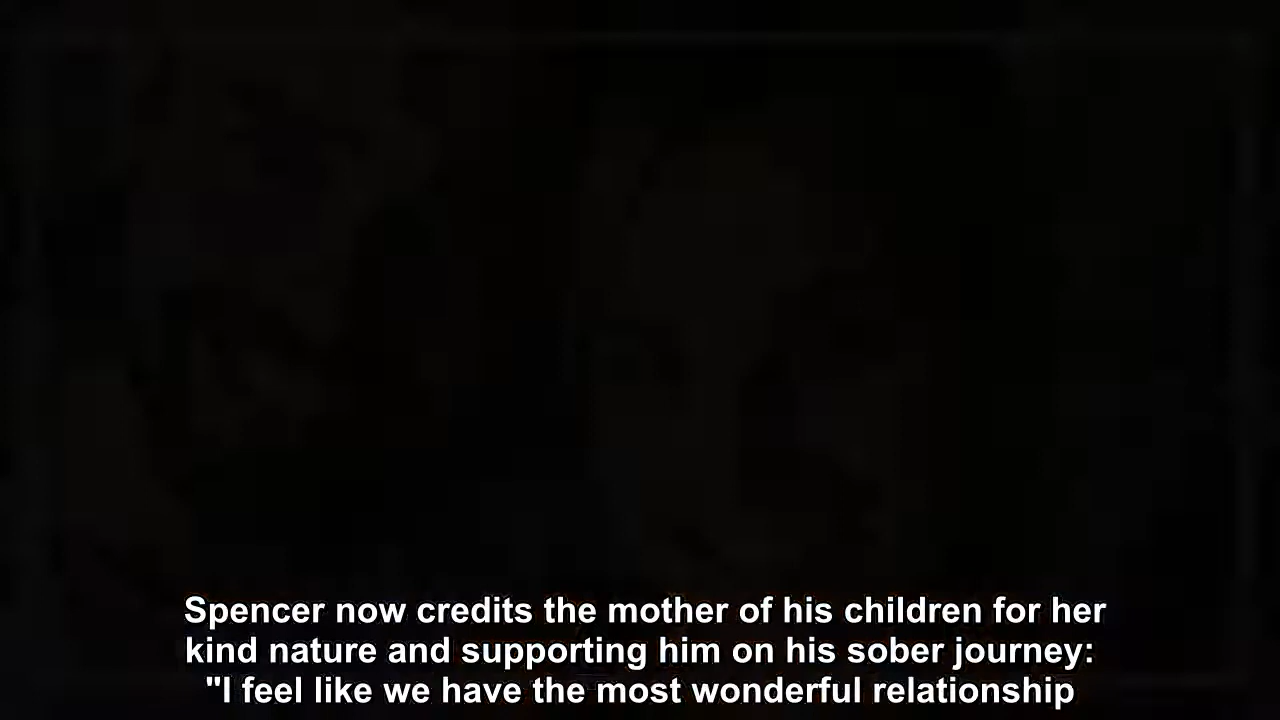 Spencer now credits the mother of his children for her
kind nature and supporting him on his sober journey:
"I feel like we have the most wonderful relationship